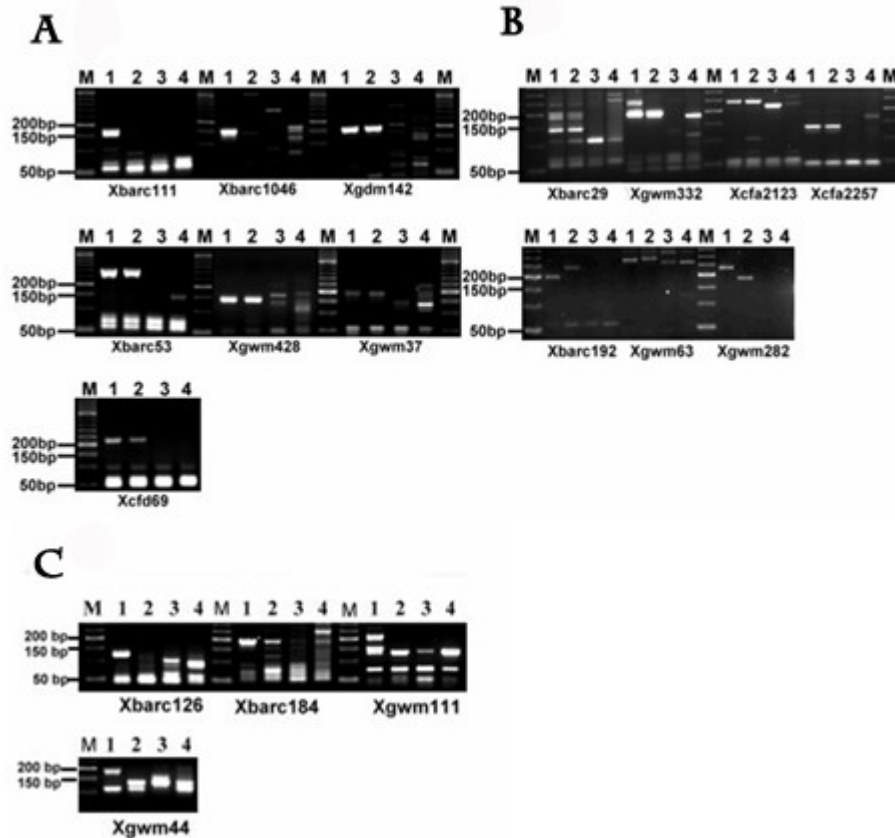 A
M 1 2 3 4 1 2 3 4 1 2 3 4 M
200bp
150bp
50bp
Xbarc111 Xbarc1046 Xgdm142
M 1 2 3 4 1 2 3 4 1 2 3 4 M
200bp
150bp
50bp
Xbarc53 Xgwm428 Xgwm37
M 1 2 3 4
200bp
150bp
50bp
Xcfd69
B
M 1 2 3 4 1 2 3 4 1 2 3 4 1 2 3 4 M
200bp
150bp
50bp
Xbarc29 Xgwm332 Xcfa2123 Xcfa2257
1 2 3 4 1 2 3 4 M 1 2 3 4
200bp
150bp
50bp
Xbarc192 Xgwm63 Xgwm282
C
M 1 2 3 4 M 1 2 3 4 M 1 2 3 4
200 bp
150 bp
50 bp
Xbarc126 Xbarc184 Xgwm111
M 1 2 3 4
200 bp
150 bp
Xgwm44